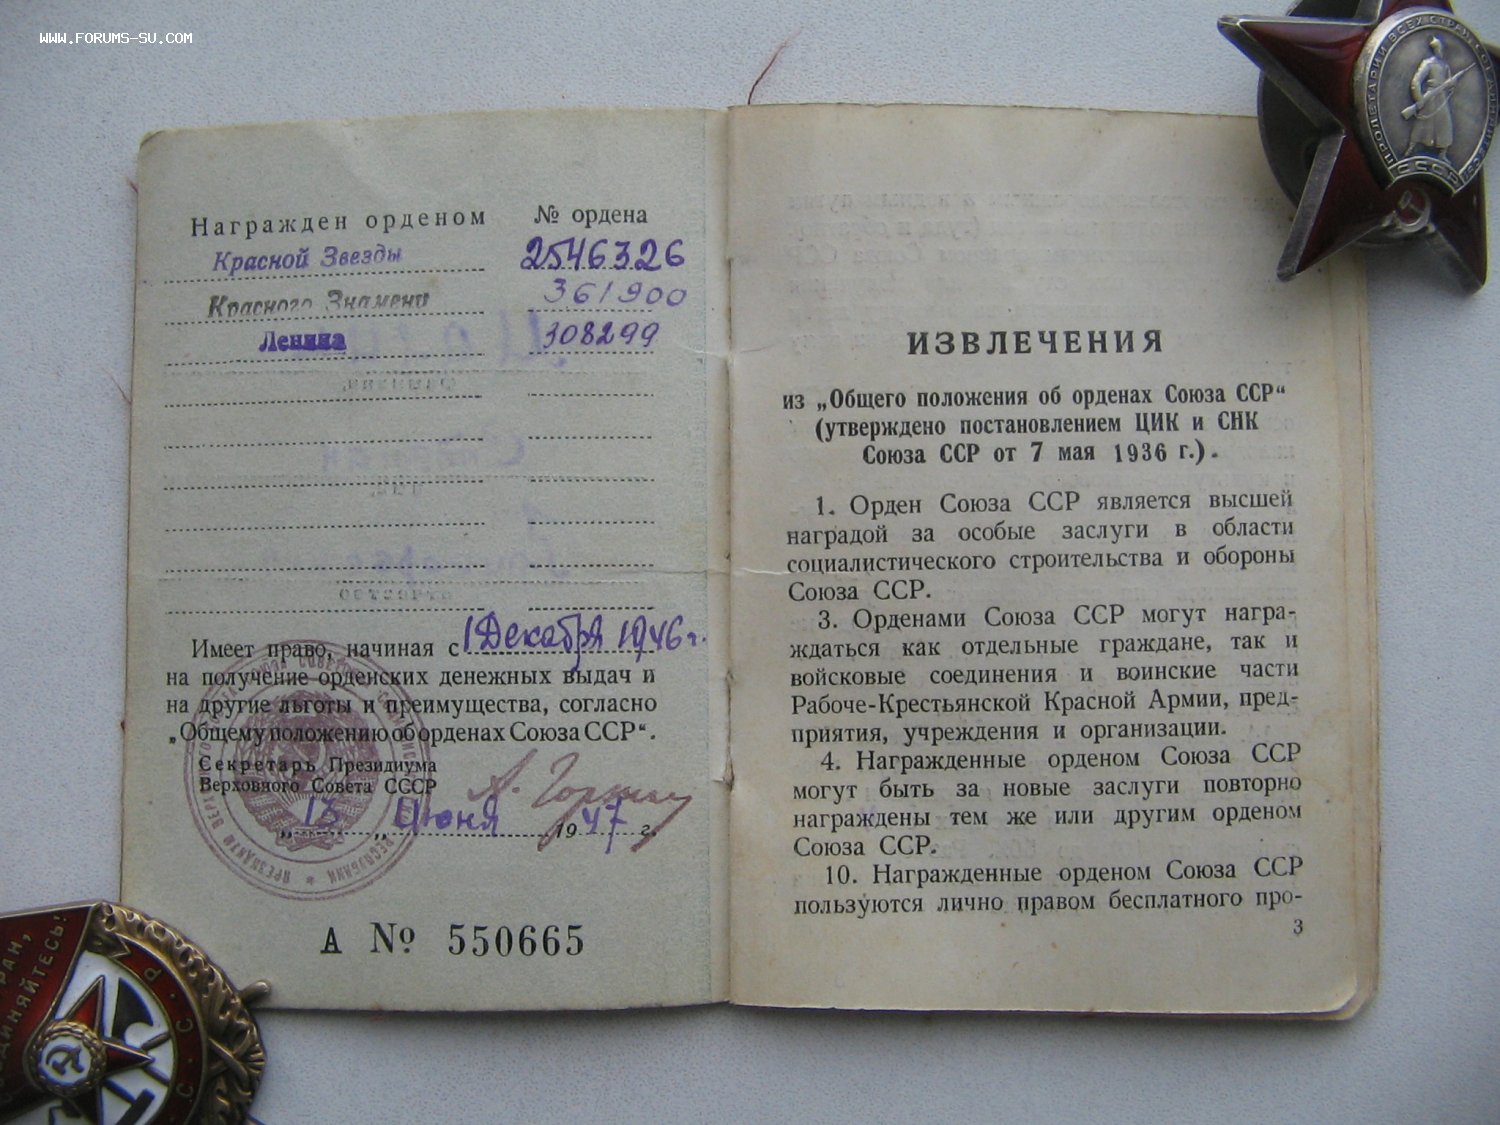 WWW.FORUMS-SU.COM
Награжден орденом № ордена
Красной Звезды 2546326
Красного Знамени 361900
Ленина 308299
Имеет право, начиная с 1 Декабря 1946 г.
на получение орденских денежных выдач и
на другие льготы и преимущества, согласно
„Общему положению об орденах Союза ССР“.
Секретарь Президиума
Верховного Совета СССР
„13„ Июня 1947 г.
А № 550665
ИЗВЛЕЧЕНИЯ
из „Общего положения об орденах Союза ССР“
(утверждено постановлением ЦИК и СНК
Союза ССР от 7 мая 1936 г.).
1. Орден Союза ССР является высшей
наградой за особые заслуги в области
социалистического строительства и обороны
Союза ССР.
3. Орденами Союза ССР могут награ-
ждаться как отдельные граждане, так и
войсковые соединения и воинские части
Рабоче-Крестьянской Красной Армии, пред-
приятия, учреждения и организации.
4. Награжденные орденом Союза ССР
могут быть за новые заслуги повторно
награждены тем же или другим орденом
Союза ССР.
10. Награжденные орденом Союза ССР
пользуются лично правом бесплатного про-
3
ПРОЛЕТАРИИ ВСЕХ СТРАН СОЕДИНЯЙТЕСЬ
СССР
РАН,
ДИНЯЙТЕСЬ!
Р. С. С.